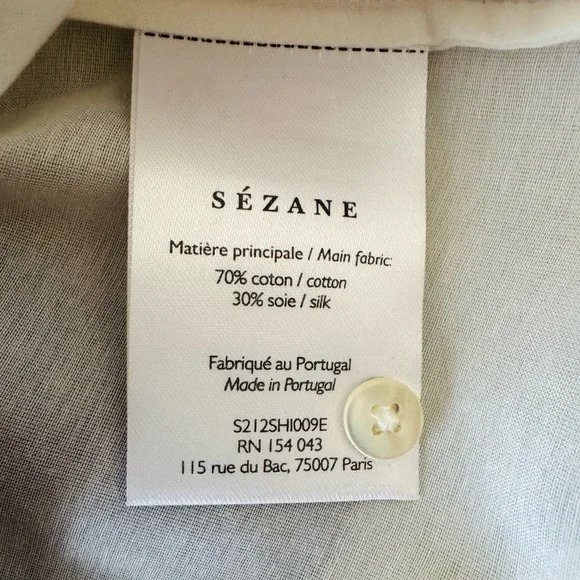 SÉZANE
Matière principale / Main fabric:
70% coton / cotton
30% soie / silk
Fabriqué au Portugal
Made in Portugal
S212SHI009E
RN 154 043
115 rue du Bac, 75007 Paris